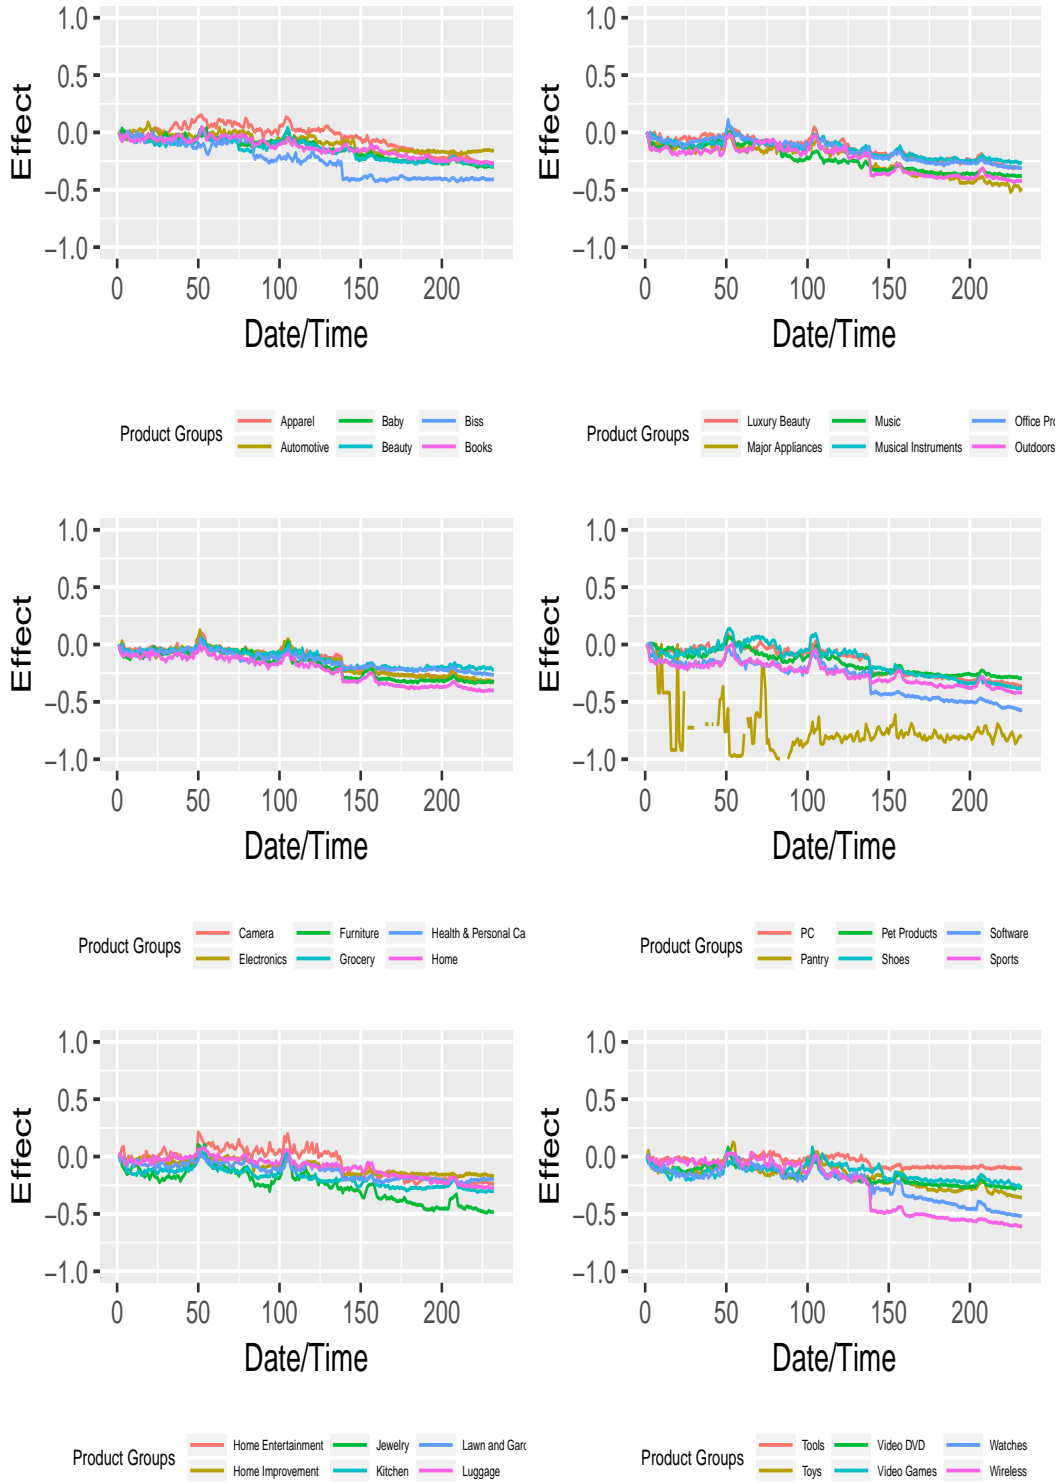 1.0
0.5
0.0
−0.5
−1.0
Effect
0 50 100 150 200
Date/Time
Product Groups
Apparel Baby Biss
Automotive Beauty Books
1.0
0.5
0.0
−0.5
−1.0
Effect
0 50 100 150 200
Date/Time
Product Groups
Luxury Beauty Music Office Pro
Major Appliances Musical Instruments Outdoors
1.0
0.5
0.0
−0.5
−1.0
Effect
0 50 100 150 200
Date/Time
Product Groups
Camera Furniture Health & Personal Ca
Electronics Grocery Home
1.0
0.5
0.0
−0.5
−1.0
Effect
0 50 100 150 200
Date/Time
Product Groups
PC Pet Products Software
Pantry Shoes Sports
1.0
0.5
0.0
−0.5
−1.0
Effect
0 50 100 150 200
Date/Time
Product Groups
Home Entertainment Jewelry Lawn and Gard
Home Improvement Kitchen Luggage
1.0
0.5
0.0
−0.5
−1.0
Effect
0 50 100 150 200
Date/Time
Product Groups
Tools Video DVD Watches
Toys Video Games Wireless